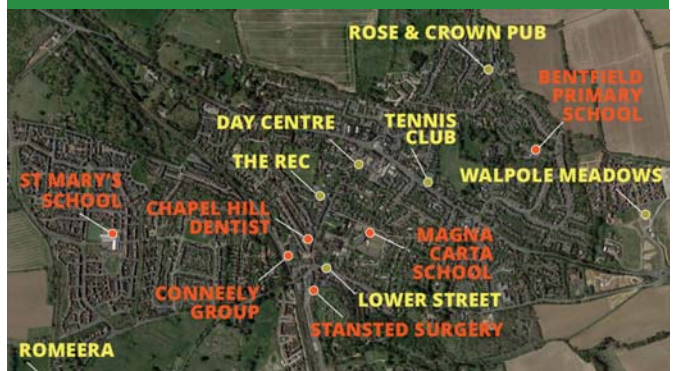 ROSE & CROWN PUB
BENTFIELD
PRIMARY
SCHOOL
DAY CENTRE
TENNIS
CLUB
THE REC
WALPOLE MEADOWS
ST MARY'S
SCHOOL
CHAPEL HILL
DENTIST
MAGNA
CARTA
SCHOOL
CONNEELY
GROUP
LOWER STREET
STANSTED SURGERY
ROMEERA